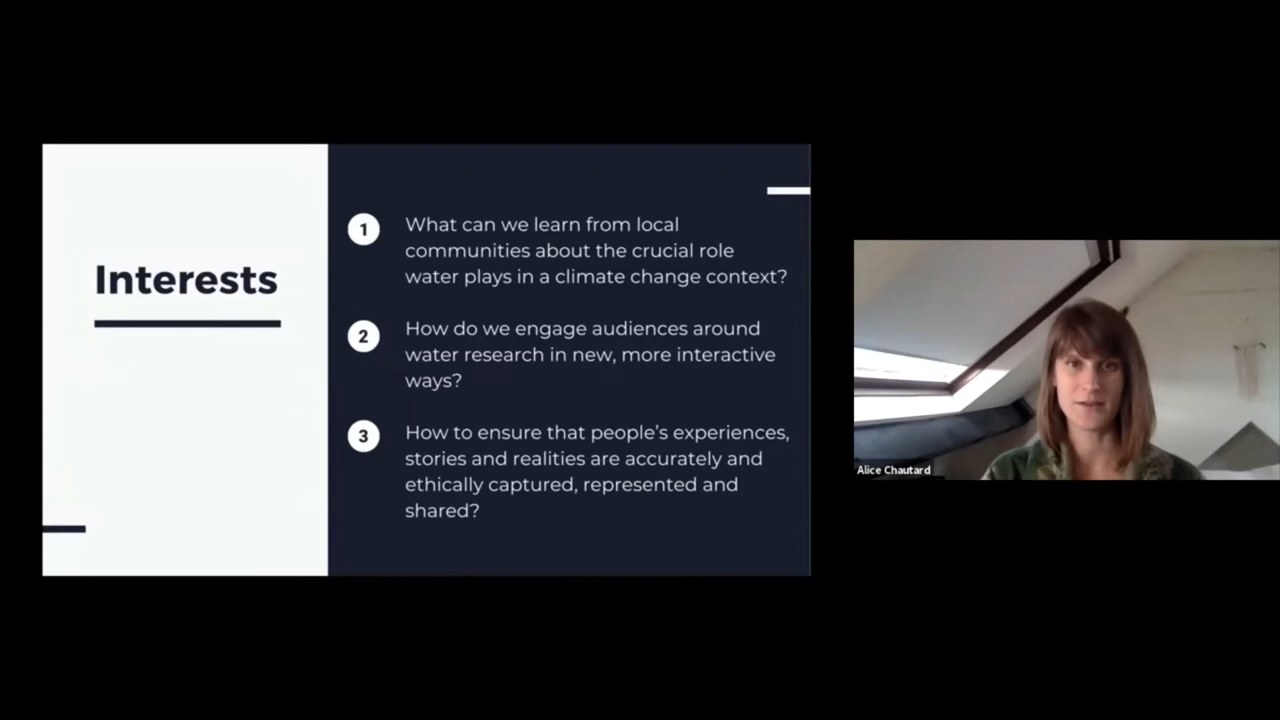 Interests
1
What can we learn from local
communities about the crucial role
water plays in a climate change context?
2
How do we engage audiences around
water research in new, more interactive
ways?
3
How to ensure that people's experiences,
stories and realities are accurately and
ethically captured, represented and
shared?
Alice Chautard